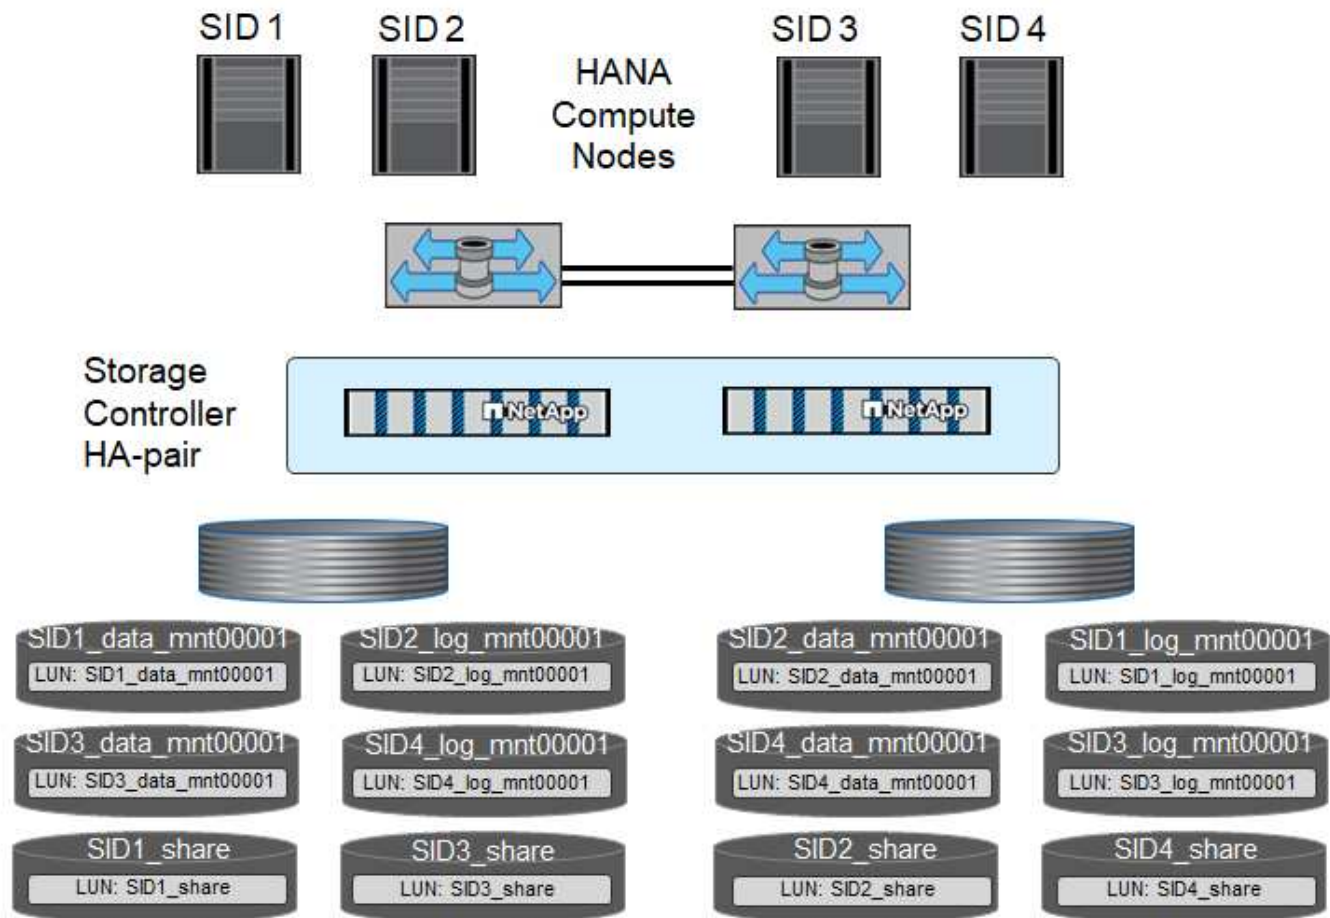 SID 1
SID 2
SID 3
SID 4
HANA
Compute
Nodes
Storage
Controller
HA-pair
NetApp
NetApp
SID1_data_mnt00001
LUN: SID1_data_mnt00001
SID2_log_mnt00001
LUN: SID2_log_mnt00001
SID2_data_mnt00001
LUN: SID2_data_mnt00001
SID1_log_mnt00001
LUN: SID1_log_mnt00001
SID3_data_mnt00001
LUN: SID3_data_mnt00001
SID4_log_mnt00001
LUN: SID4_log_mnt00001
SID4_data_mnt00001
LUN: SID4_data_mnt00001
SID3_log_mnt00001
LUN: SID3_log_mnt00001
SID1_share
LUN: SID1_share
SID3_share
LUN: SID3_share
SID2_share
LUN: SID2_share
SID4_share
LUN: SID4_share